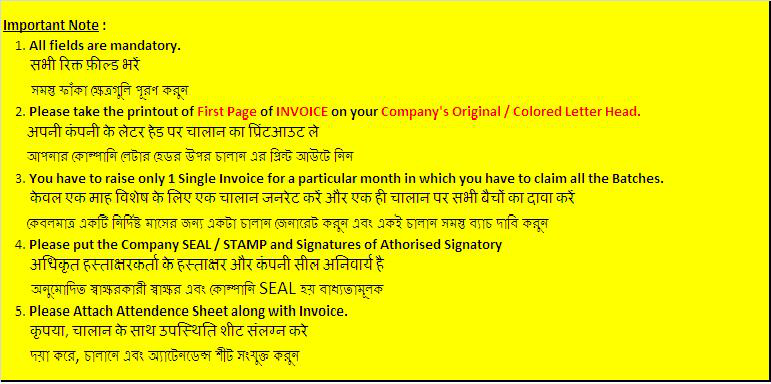 Important Note :
1. All fields are mandatory.
सभी रिक्त फ़ील्ड भरें
সমস্ত ফাঁকা ক্ষেত্রগুলি পূরণ করুন
2. Please take the printout of First Page of INVOICE on your Company's Original / Colored Letter Head.
अपनी कंपनी के लेटर हेड पर चालान का प्रिंटआउट ले
আপনার কোম্পানি লেটার হেডর উপর চালান এর প্রিন্ট আউটে নিন
3. You have to raise only 1 Single Invoice for a particular month in which you have to claim all the Batches.
केवल एक माह विशेष के लिए एक चालान जनरेट करें और एक ही चालान पर सभी बैचों का दावा करें
কেবলমাত্র একটি নির্দিষ্ট মাসের জন্য একটা চালান জেনারেট করুন এবং একই চালান সমস্ত ব্যাচ দাবি করুন
4. Please put the Company SEAL / STAMP and Signatures of Athorised Signatory
अधिकृत हस्ताक्षरकर्ता के हस्ताक्षर और कंपनी सील अनिवार्य है
অনুমোদিত স্বাক্ষরকারী স্বাক্ষর এবং কোম্পানি SEAL হয় বাধ্যতামূলক
5. Please Attach Attendence Sheet along with Invoice.
कृपया, चालान के साथ उपस्थिति शीट संलग्न करे
দয়া করে, চালানে এবং অ্যাটেনডেন্স শীট সংযুক্ত করুন